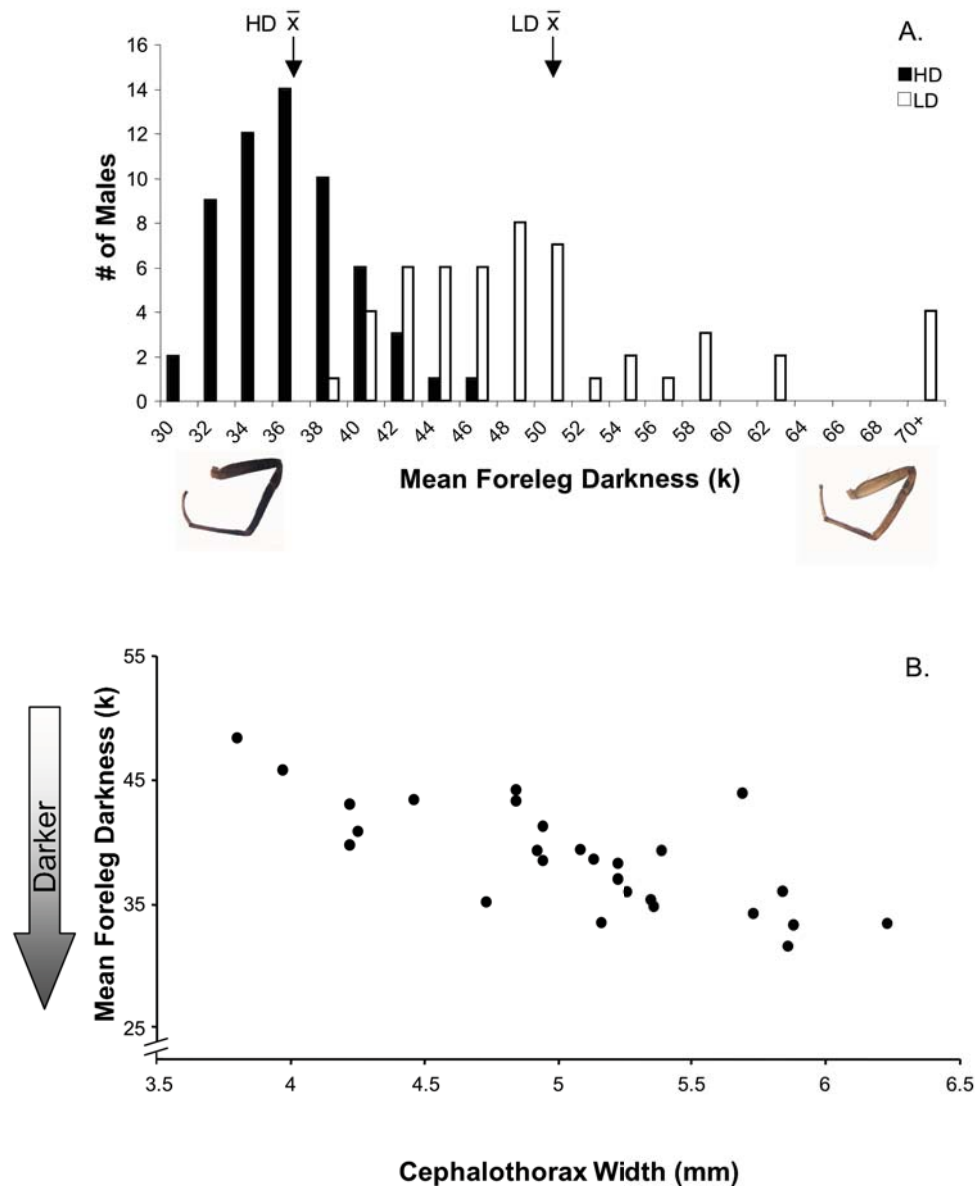 HD x̅
LD x̅
A.
HD
LD
16
14
12
10
8
6
4
2
0
# of Males
30 32 34 36 38 40 42 44 46 48 50 52 54 56 58 60 62 64 68 70+
Mean Foreleg Darkness (k)
B.
55
45
35
25
Darker
Mean Foreleg Darkness (k)
3.5 4 4.5 5 5.5 6 6.5
Cephalothorax Width (mm)